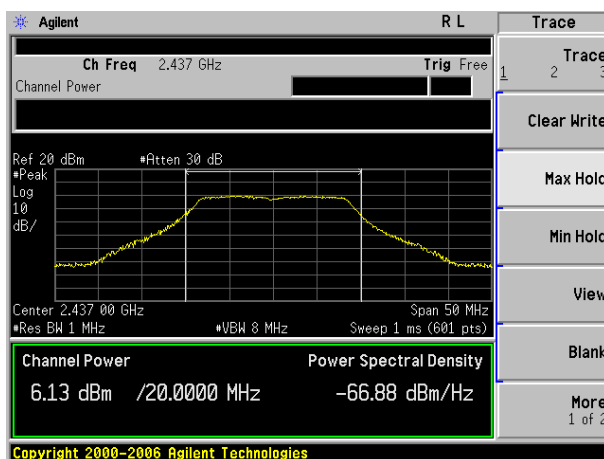 Agilent R L Trace
Ch Freq 2.437 GHz Trig Free
Trace
1 2 3
Channel Power
Clear Write
Ref 20 dBm #Atten 30 dB
#Peak
Log
10
dB/
Max Hold
Min Hold
View
Center 2.437 00 GHz Span 50 MHz
#Res BW 1 MHz #VBW 8 MHz Sweep 1 ms (601 pts)
Blank
Channel Power Power Spectral Density
6.13 dBm /20.0000 MHz -66.88 dBm/Hz
More
1 of 2
Copyright 2000-2006 Agilent Technologies